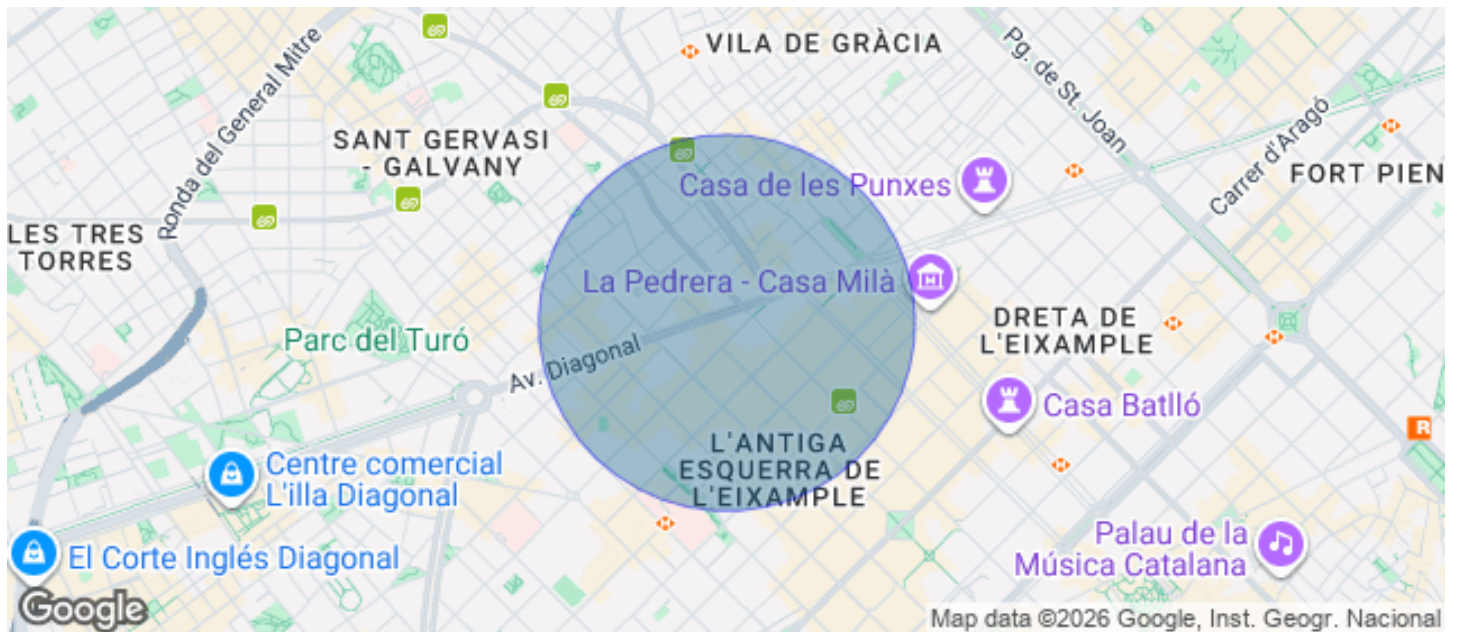 VILA DE GRÀCIA
Pg. de St. Joan
Ronda del General Mitre
SANT GERVASI
- GALVANY
Carrer d'Aragó
FORT PIEN
Casa de les Punxes
LES TRES
TORRES
La Pedrera - Casa Milà
DRETA DE
L'EIXAMPLE
Parc del Turó
Av. Diagonal
Casa Batlló
L'ANTIGA
ESQUERRA DE
L'EIXAMPLE
Centre comercial
L'illa Diagonal
R
El Corte Inglés Diagonal
Palau de la
Música Catalana
Google
Map data ©2026 Google, Inst. Geogr. Nacional